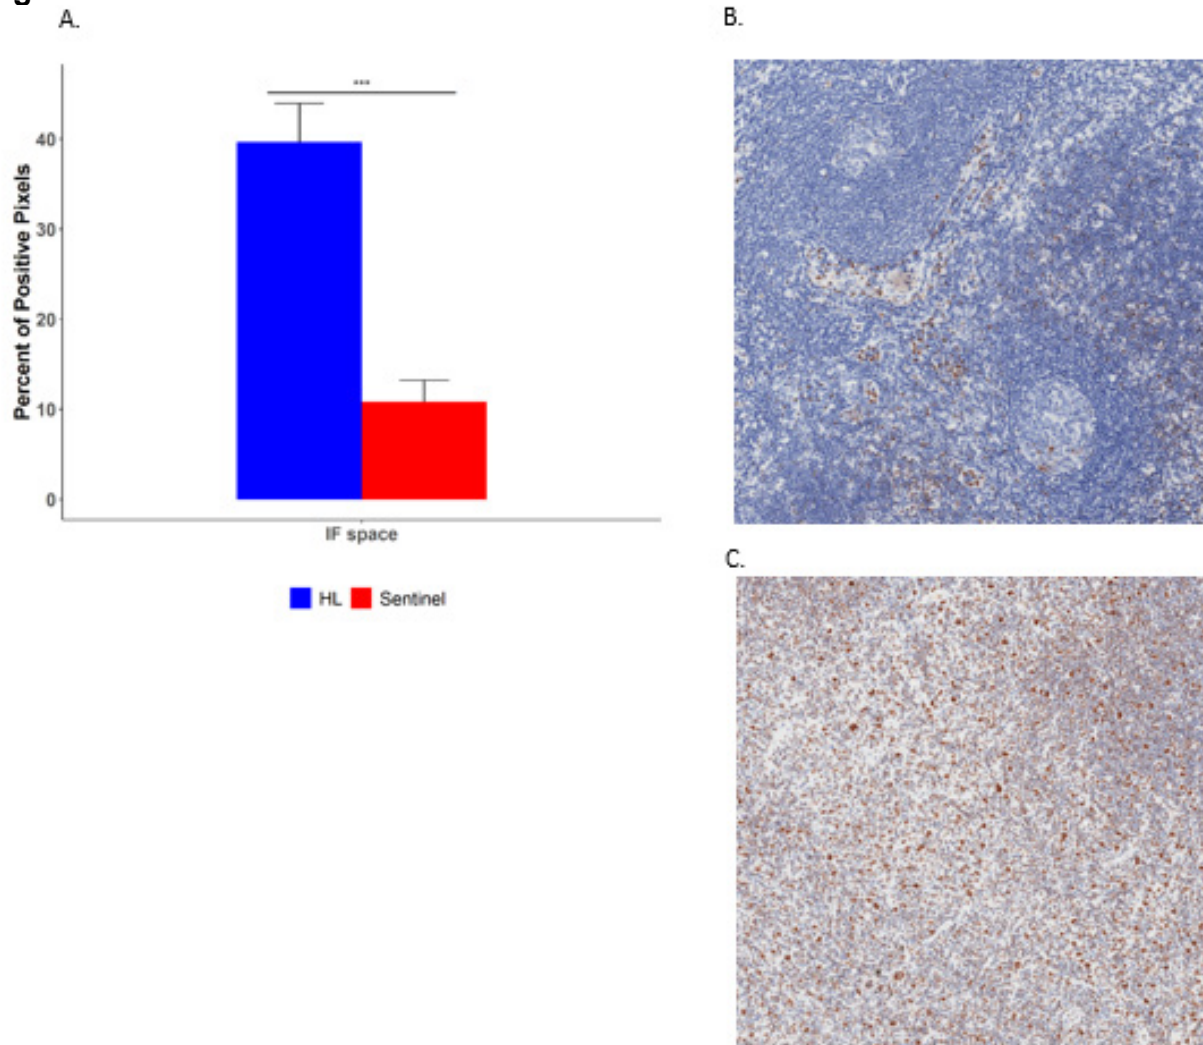 A.
B.
***
40
30
20
10
0
Percent of Positive Pixels
IF space
HL Sentinel
C.